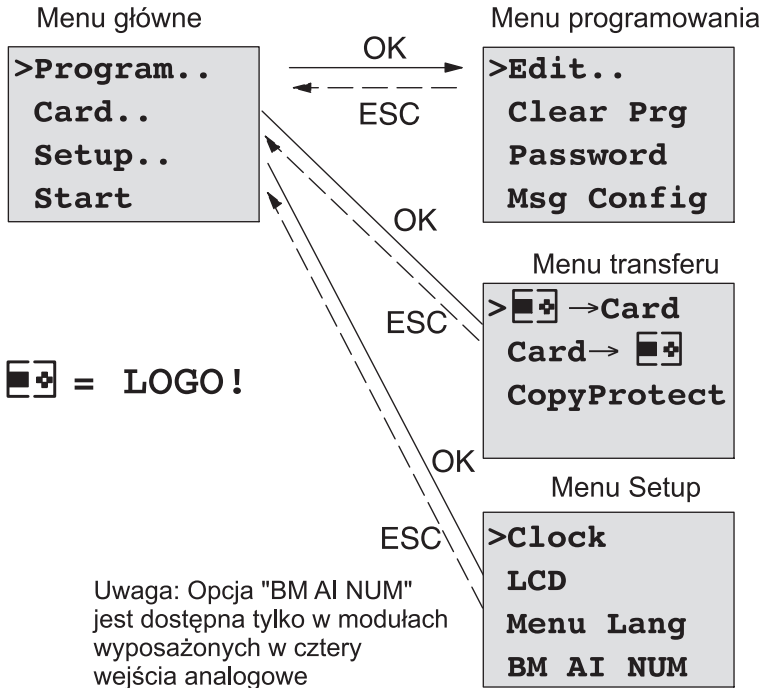 Menu główne
>Program..
Card..
Setup..
Start
OK
ESC
Menu programowania
>Edit..
Clear Prg
Password
Msg Config
OK
ESC
Menu transferu
> →Card
Card→
CopyProtect
= LOGO!
OK
ESC
Menu Setup
>Clock
LCD
Menu Lang
BM AI NUM
Uwaga: Opcja "BM AI NUM"
jest dostępna tylko w modułach
wyposażonych w cztery
wejścia analogowe